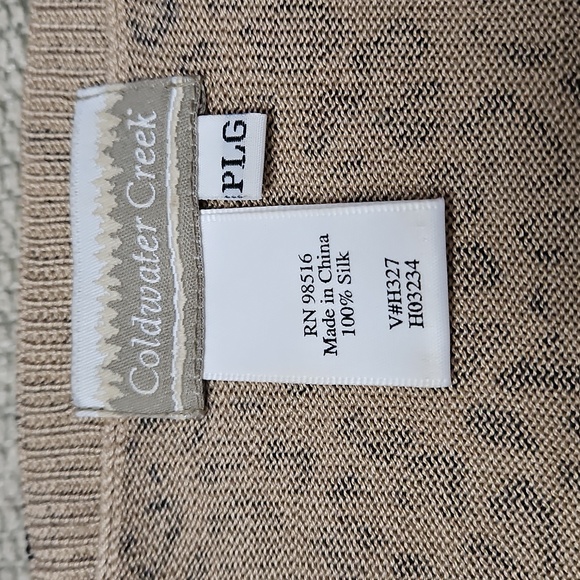 Coldwater Creek
PLG
RN 98516
Made in China
100% Silk
V#H327
H03234